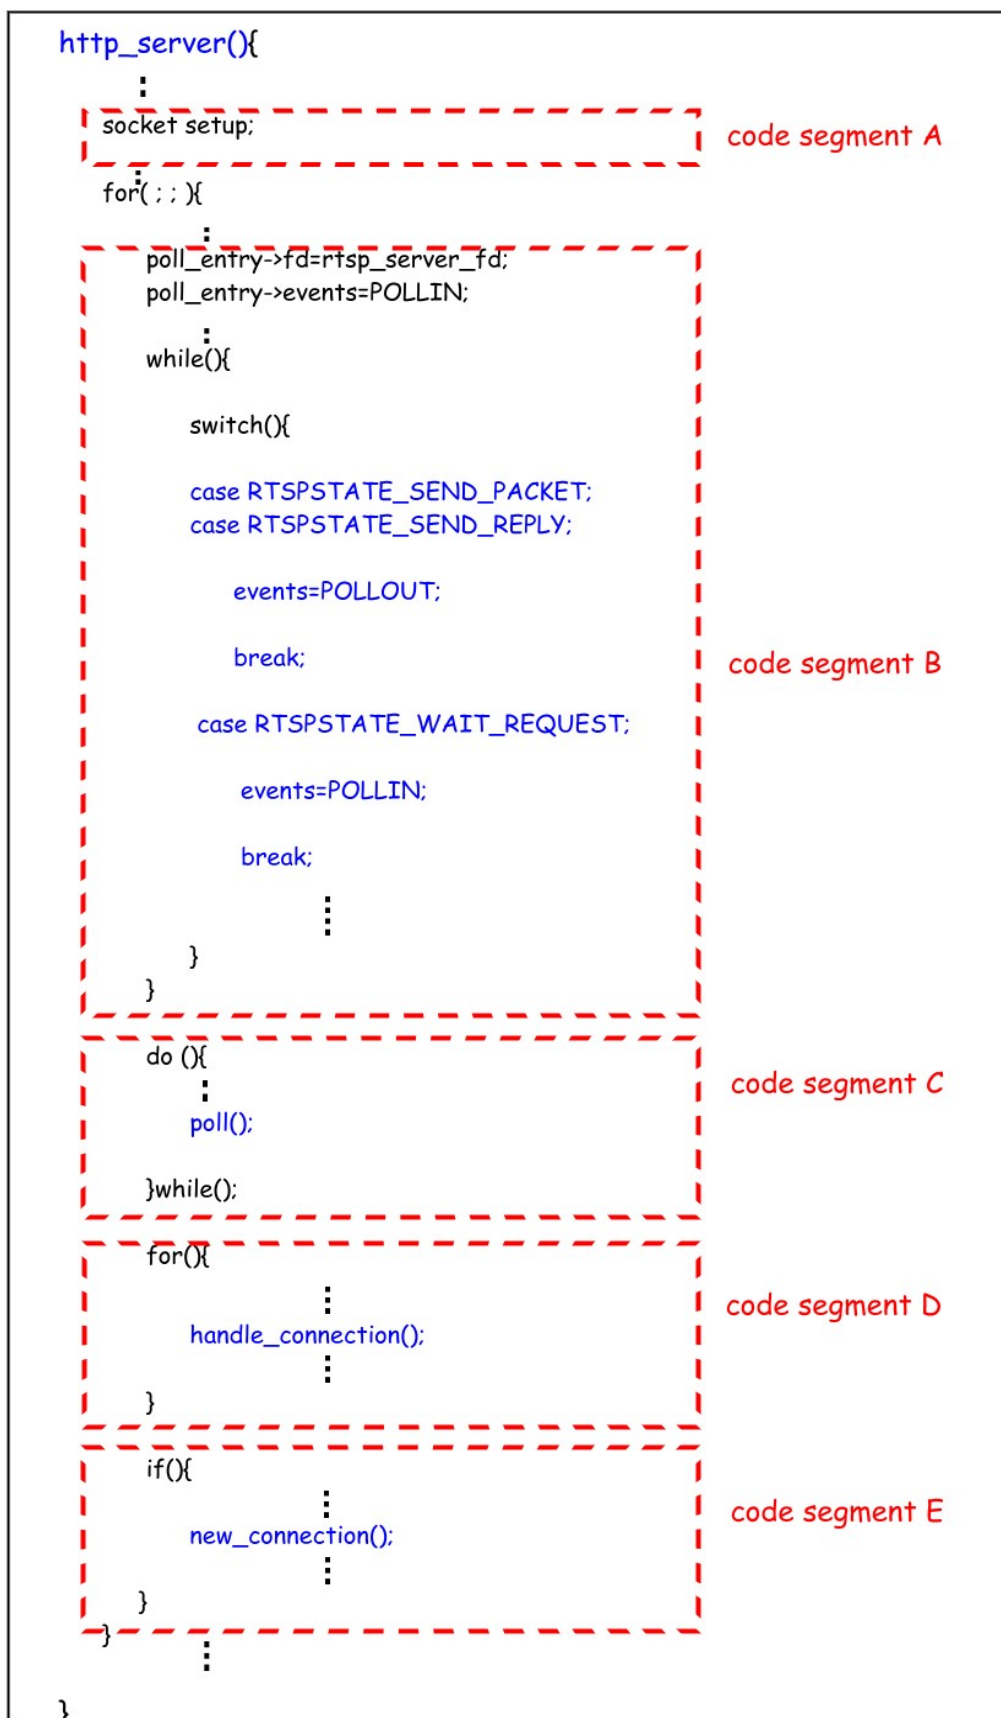 http_server(){
socket setup;
code segment A
for( ; ; ){
poll_entry->fd=rtsp_server_fd;
poll_entry->events=POLLIN;
while(){
switch(){
case RTSPSTATE_SEND_PACKET;
case RTSPSTATE_SEND_REPLY;
events=POLLOUT;
break;
code segment B
case RTSPSTATE_WAIT_REQUEST;
events=POLLIN;
break;
}
}
do (){
code segment C
poll();
}while();
for(){
code segment D
handle_connection();
}
if(){
code segment E
new_connection();
}
}
}